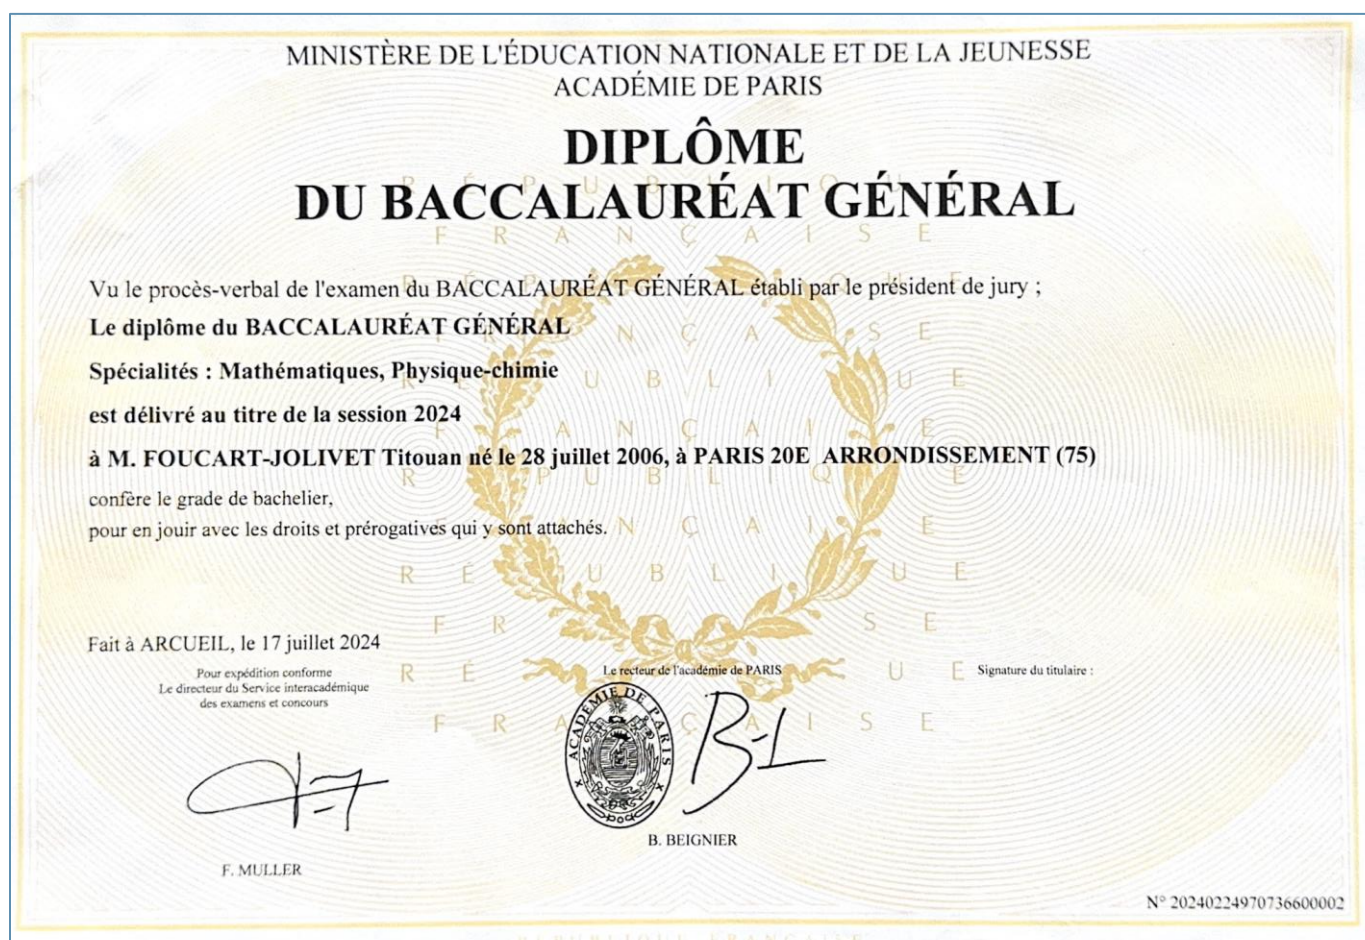 MINISTÈRE DE L'ÉDUCATION NATIONALE ET DE LA JEUNESSE
ACADÉMIE DE PARIS
DIPLÔME
DU BACCALAURÉAT GÉNÉRAL
Vu le procès-verbal de l'examen du BACCALAURÉAT GÉNÉRAL établi par le président de jury ;
Le diplôme du BACCALAURÉAT GÉNÉRAL
Spécialités : Mathématiques, Physique-chimie
est délivré au titre de la session 2024
à M. FOUCART-JOLIVET Titouan né le 28 juillet 2006, à PARIS 20E ARRONDISSEMENT (75)
confère le grade de bachelier,
pour en jouir avec les droits et prérogatives qui y sont attachés.
Fait à ARCUEIL, le 17 juillet 2024
Pour expédition conforme
Le directeur du Service interacadémique
des examens et concours
F. MULLER
Le recteur de l'académie de PARIS
ACADÉMIE DE PARIS
B. BEIGNIER
Signature du titulaire :
N° 20240224970736600002
RÉPUBLIQUE FRANÇAISE